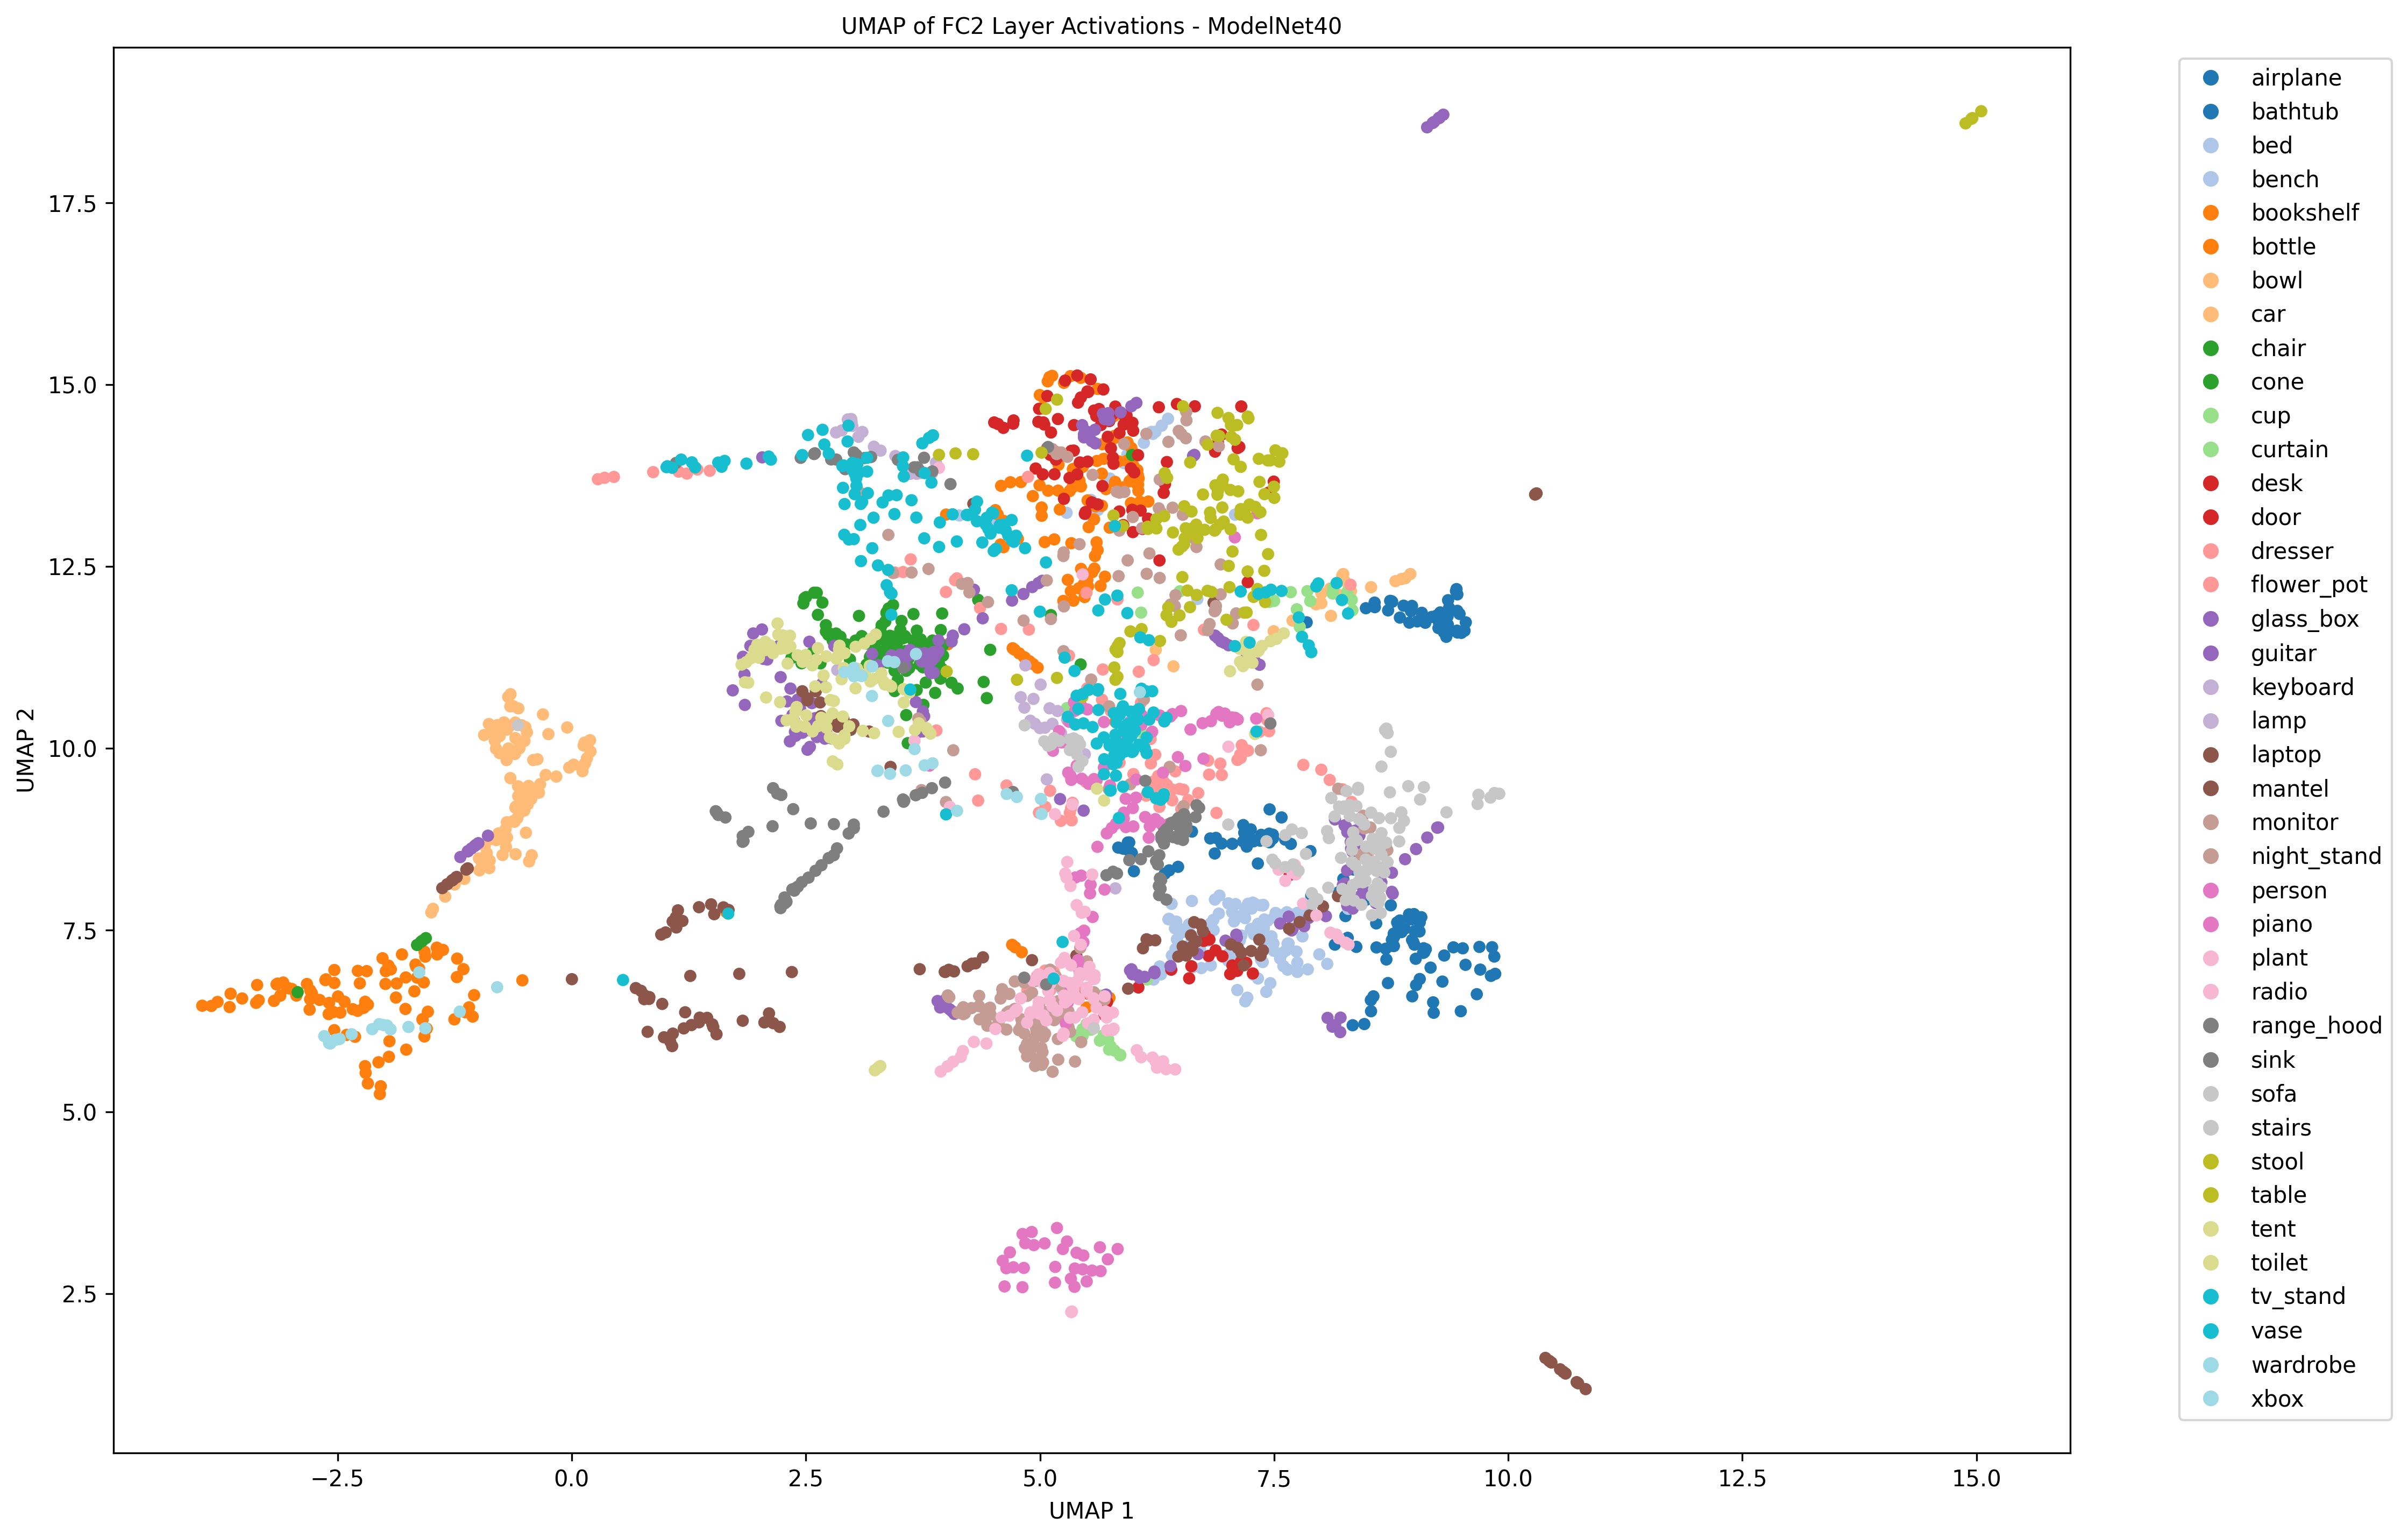 UMAP of FC2 Layer Activations - ModelNet40
17.5
15.0
12.5
10.0
7.5
5.0
2.5
UMAP 2
−2.5
0.0
2.5
5.0
7.5
10.0
12.5
15.0
UMAP 1
airplane
bathtub
bed
bench
bookshelf
bottle
bowl
car
chair
cone
cup
curtain
desk
door
dresser
flower_pot
glass_box
guitar
keyboard
lamp
laptop
mantel
monitor
night_stand
person
piano
plant
radio
range_hood
sink
sofa
stairs
stool
table
tent
toilet
tv_stand
vase
wardrobe
xbox